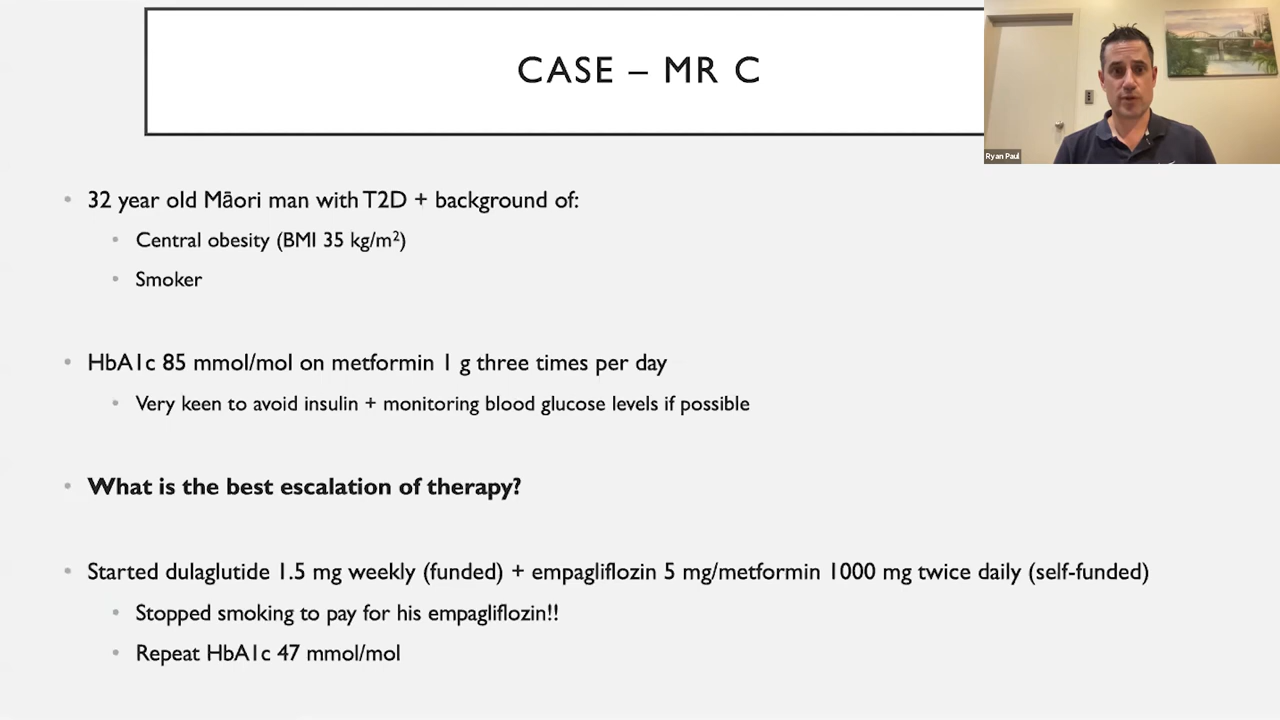 CASE – MR C
Ryan Paul
• 32 year old Māori man with T2D + background of:
• Central obesity (BMI 35 kg/m²)
• Smoker
• HbA1c 85 mmol/mol on metformin 1 g three times per day
• Very keen to avoid insulin + monitoring blood glucose levels if possible
• What is the best escalation of therapy?
• Started dulaglutide 1.5 mg weekly (funded) + empagliflozin 5 mg/metformin 1000 mg twice daily (self-funded)
• Stopped smoking to pay for his empagliflozin!!
• Repeat HbA1c 47 mmol/mol